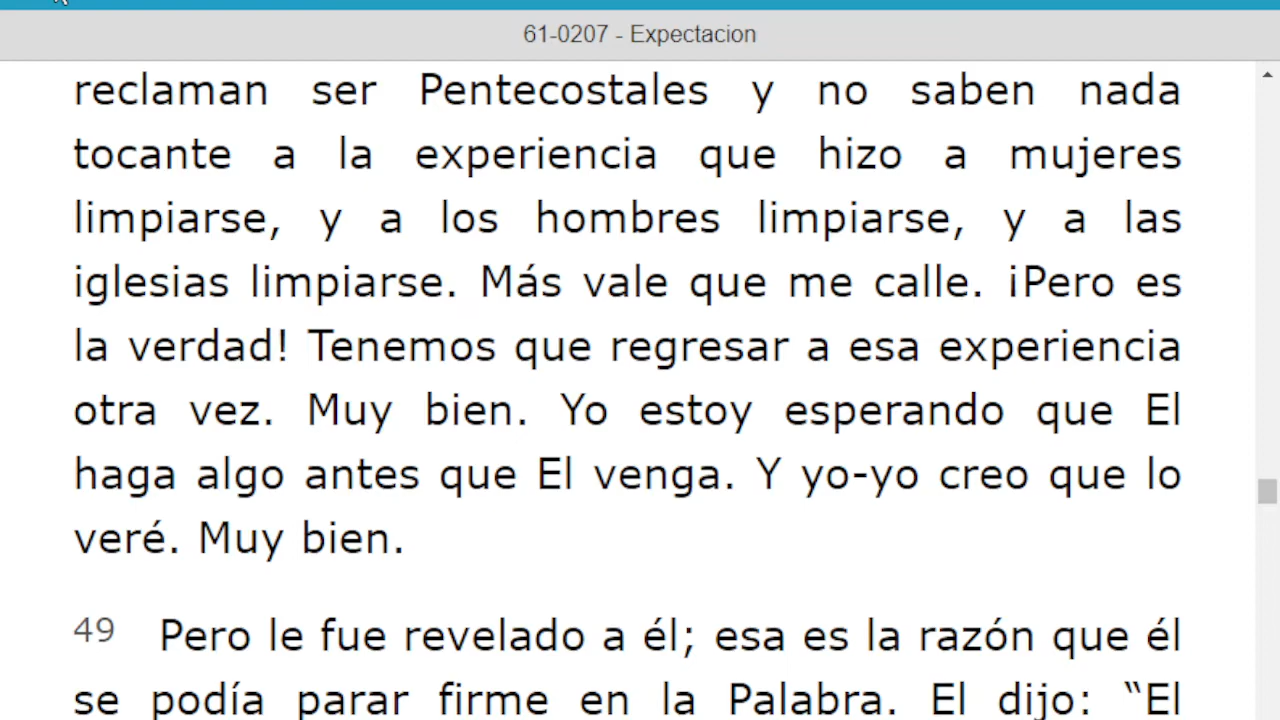 61-0207 - Expectacion
reclaman ser Pentecostales y no saben nada
tocante a la experiencia que hizo a mujeres
limpiarse, y a los hombres limpiarse, y a las
iglesias limpiarse. Más vale que me calle. ¡Pero es
la verdad! Tenemos que regresar a esa experiencia
otra vez. Muy bien. Yo estoy esperando que El
haga algo antes que El venga. Y yo-yo creo que lo
veré. Muy bien.
49 Pero le fue revelado a él; esa es la razón que él
se podía parar firme en la Palabra. El dijo: “El